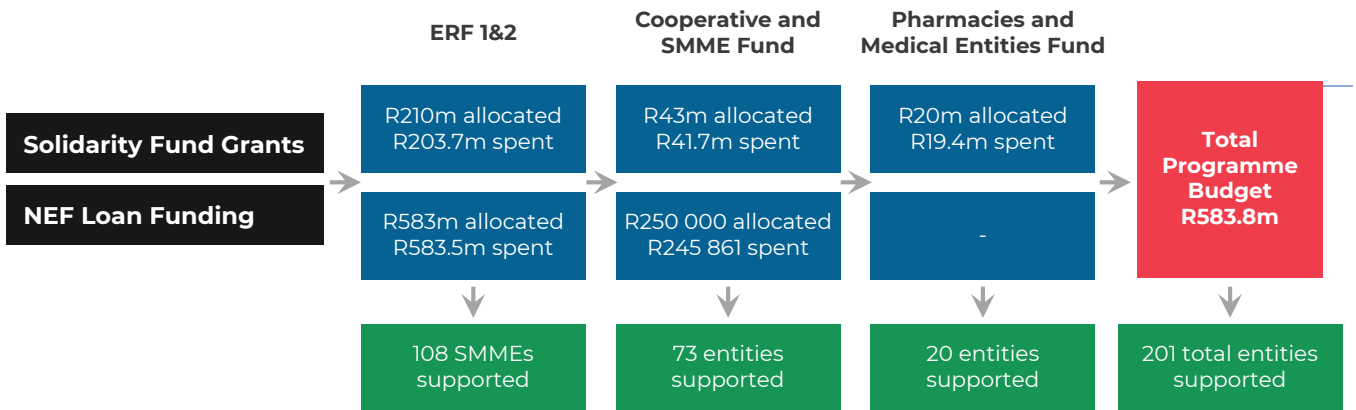 ERF 1&2
Cooperative and
SMME Fund
Pharmacies and
Medical Entities Fund
Solidarity Fund Grants
NEF Loan Funding
R210m allocated
R203.7m spent
R43m allocated
R41.7m spent
R20m allocated
R19.4m spent
R583m allocated
R583.5m spent
R250 000 allocated
R245 861 spent
-
Total
Programme
Budget
R583.8m
108 SMMEs
supported
73 entities
supported
20 entities
supported
201 total entities
supported